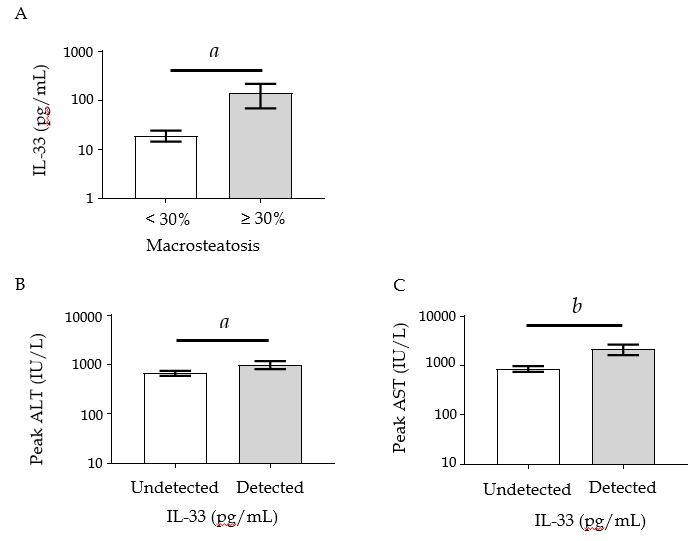 A
a
1000
100
10
1
IL-33 (pg/mL)
< 30%
≥ 30%
Macrosteatosis
B
a
10000
1000
100
10
Peak ALT (IU/L)
Undetected
Detected
IL-33 (pg/mL)
C
b
10000
1000
100
10
Peak AST (IU/L)
Undetected
Detected
IL-33 (pg/mL)